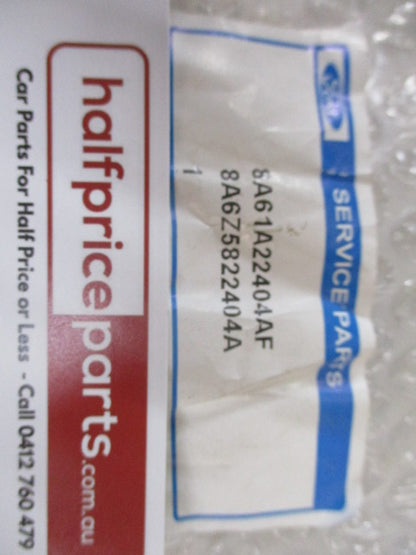 SERVICE PARTS
8A61A22404AF
8A6Z5822404A
1
halfpriceparts.com.au
Car Parts For Half Price or Less - Call 0412 760 479